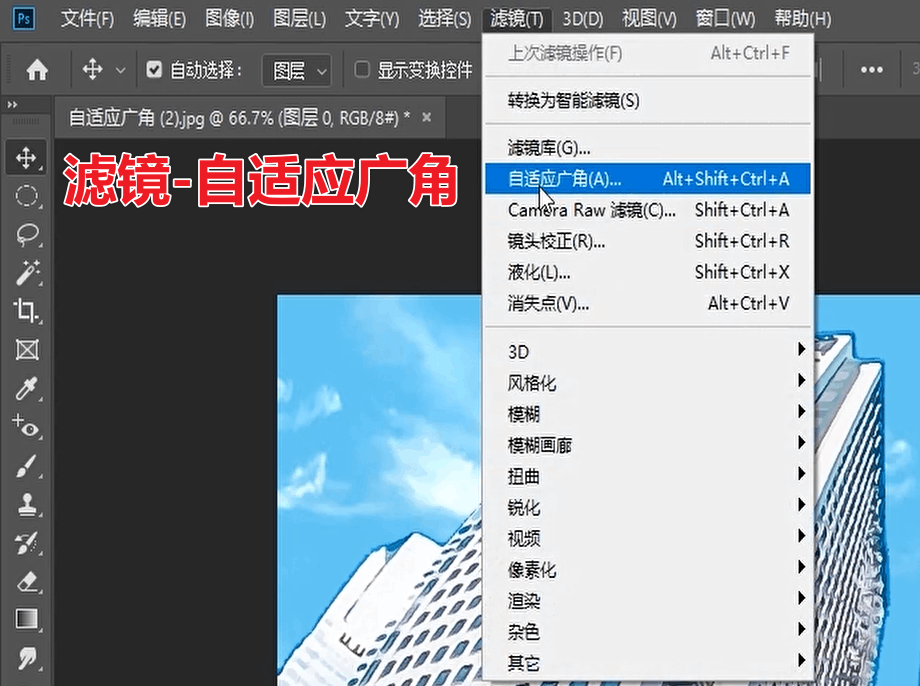 Ps 文件(F) 编辑(E) 图像(I) 图层(L) 文字(Y) 选择(S) 滤镜(T) 3D(D) 视图(V) 窗口(W) 帮助(H)
自动选择： 图层 显示变换控件
自适应广角 (2).jpg @ 66.7% (图层 0, RGB/8#) * ×
滤镜-自适应广角
上次滤镜操作(F) Alt+Ctrl+F
转换为智能滤镜(S)
滤镜库(G)...
自适应广角(A)... Alt+Shift+Ctrl+A
Camera Raw 滤镜(C)... Shift+Ctrl+A
镜头校正(R)... Shift+Ctrl+R
液化(L)... Shift+Ctrl+X
消失点(V)... Alt+Ctrl+V
3D
风格化
模糊
模糊画廊
扭曲
锐化
视频
像素化
渲染
杂色
其它